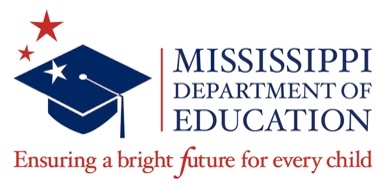 MISSISSIPPI
DEPARTMENT OF
EDUCATION
Ensuring a bright future for every child